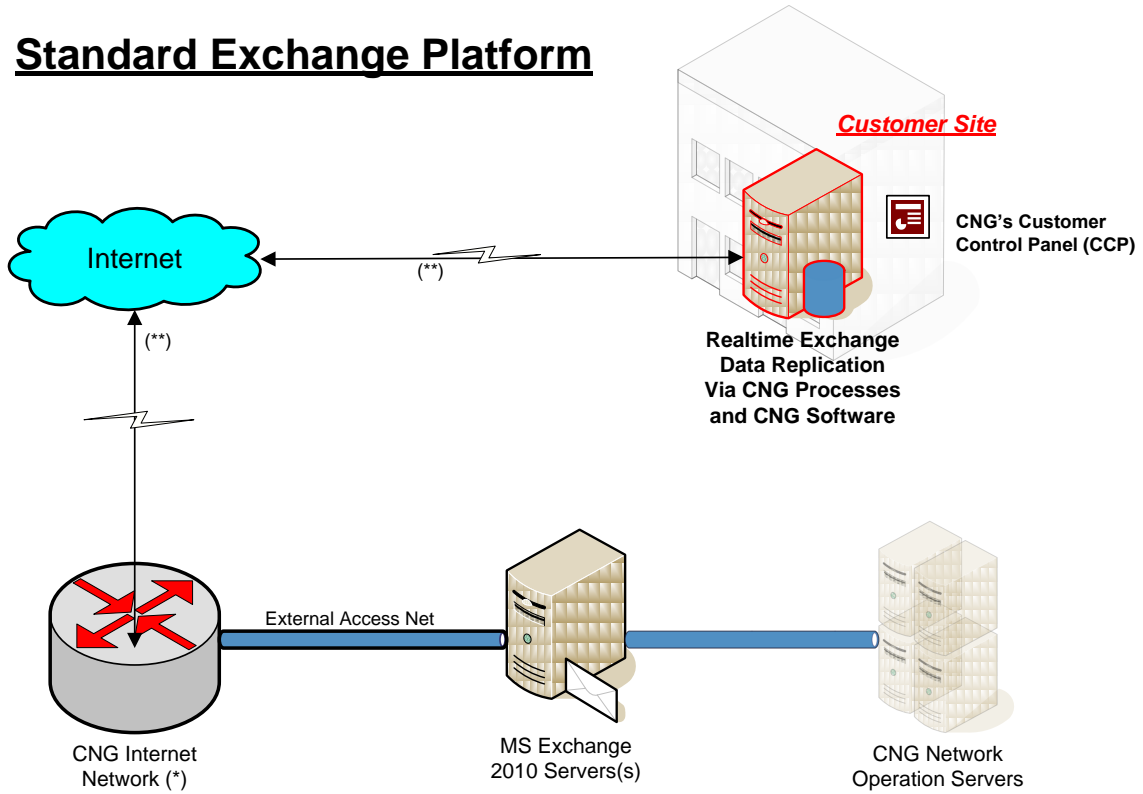 Standard Exchange Platform
Customer Site
CNG's Customer
Control Panel (CCP)
Internet
(**)
(**)
Realtime Exchange
Data Replication
Via CNG Processes
and CNG Software
External Access Net
CNG Internet
Network (*)
MS Exchange
2010 Servers(s)
CNG Network
Operation Servers